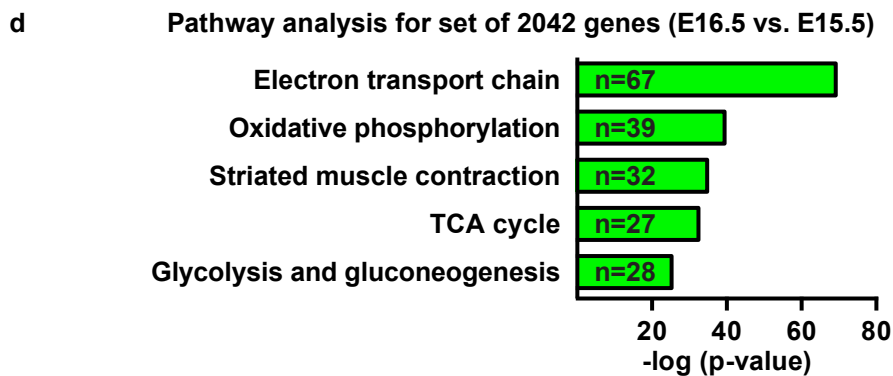 d Pathway analysis for set of 2042 genes (E16.5 vs. E15.5)
Electron transport chain n=67
Oxidative phosphorylation n=39
Striated muscle contraction n=32
TCA cycle n=27
Glycolysis and gluconeogenesis n=28
20 40 60 80
-log (p-value)